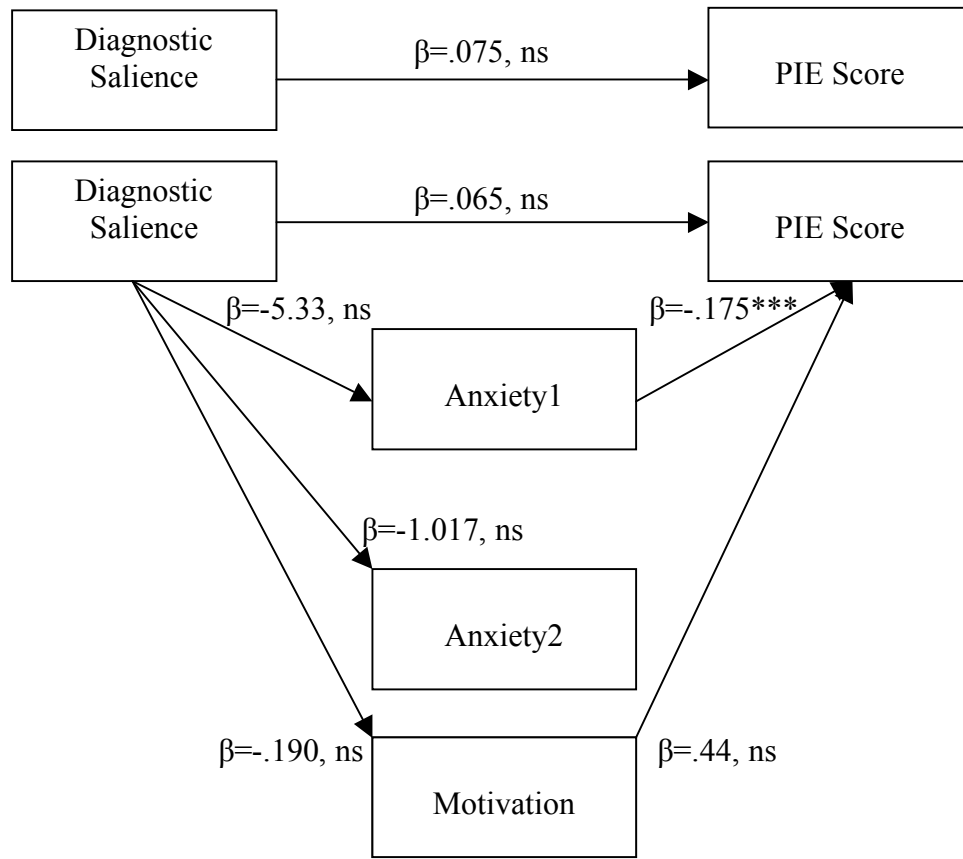 Diagnostic
Salience
β=.075, ns
PIE Score
Diagnostic
Salience
β=.065, ns
PIE Score
β=-5.33, ns
β=-.175***
Anxiety1
β=-1.017, ns
Anxiety2
β=-.190, ns
β=.44, ns
Motivation